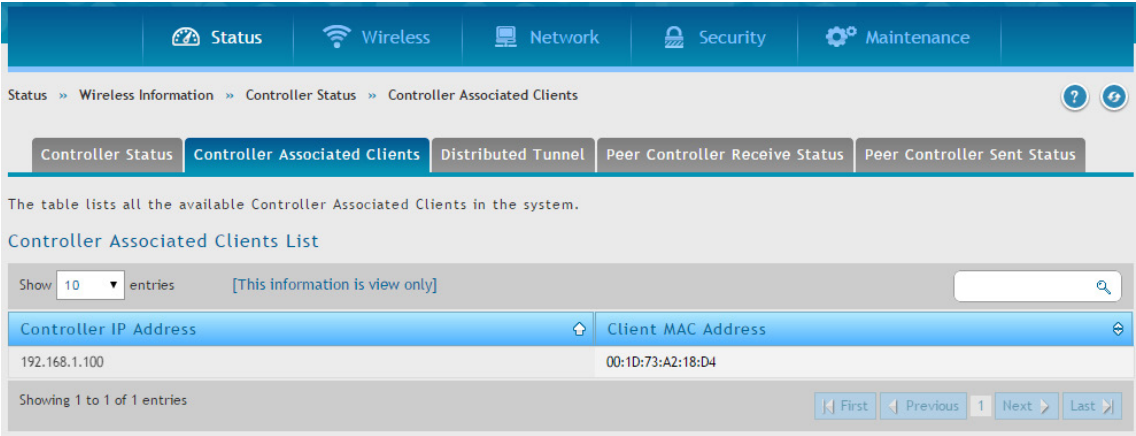 Status Wireless Network Security Maintenance
Status » Wireless Information » Controller Status » Controller Associated Clients ?
Controller Status Controller Associated Clients Distributed Tunnel Peer Controller Receive Status Peer Controller Sent Status
The table lists all the available Controller Associated Clients in the system.
Controller Associated Clients List
Show 10 entries [This information is view only]
Controller IP Address Client MAC Address
192.168.1.100 00:1D:73:A2:18:D4
Showing 1 to 1 of 1 entries First Previous 1 Next Last